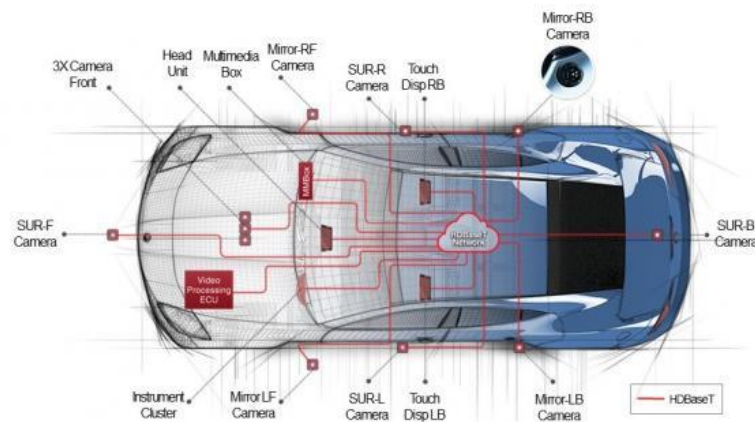 Mirror-RB
Camera
Mirror-RF
Camera
Multimedia
Box
Head
Unit
3X Camera
Front
SUR-R
Camera
Touch
Disp RB
MMBox
SUR-F
Camera
HDBaseT
Network
SUR-B
Camera
Video
Processing
ECU
Instrument
Cluster
Mirror LF
Camera
SUR-L
Camera
Touch
Disp LB
Mirror-LB
Camera
HDBaseT